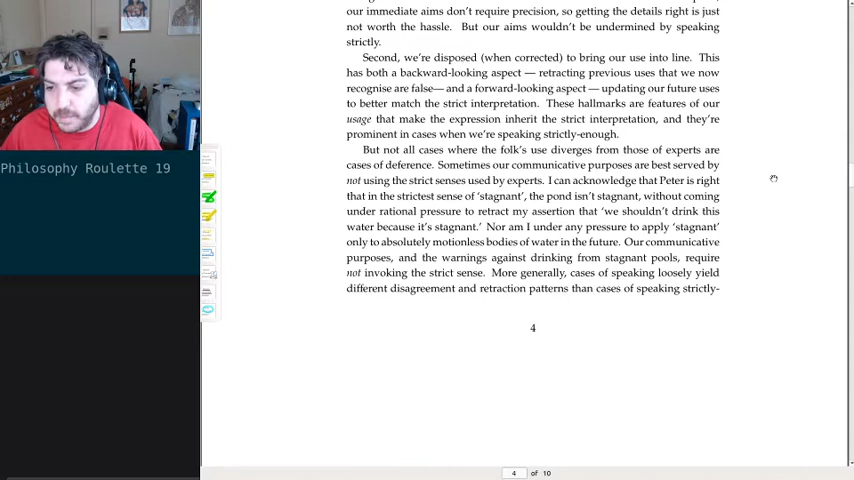 our immediate aims don't require precision, so getting the details right is just
not worth the hassle. But our aims wouldn't be undermined by speaking
strictly.
Second, we're disposed (when corrected) to bring our use into line. This
has both a backward-looking aspect — retracting previous uses that we now
recognise are false— and a forward-looking aspect — updating our future uses
to better match the strict interpretation. These hallmarks are features of our
usage that make the expression inherit the strict interpretation, and they're
prominent in cases when we're speaking strictly-enough.
But not all cases where the folk's use diverges from those of experts are
cases of deference. Sometimes our communicative purposes are best served by
not using the strict senses used by experts. I can acknowledge that Peter is right
that in the strictest sense of 'stagnant', the pond isn't stagnant, without coming
under rational pressure to retract my assertion that 'we shouldn't drink this
water because it's stagnant.' Nor am I under any pressure to apply 'stagnant'
only to absolutely motionless bodies of water in the future. Our communicative
purposes, and the warnings against drinking from stagnant pools, require
not invoking the strict sense. More generally, cases of speaking loosely yield
different disagreement and retraction patterns than cases of speaking strictly-
4
Philosophy Roulette 19
4 of 10